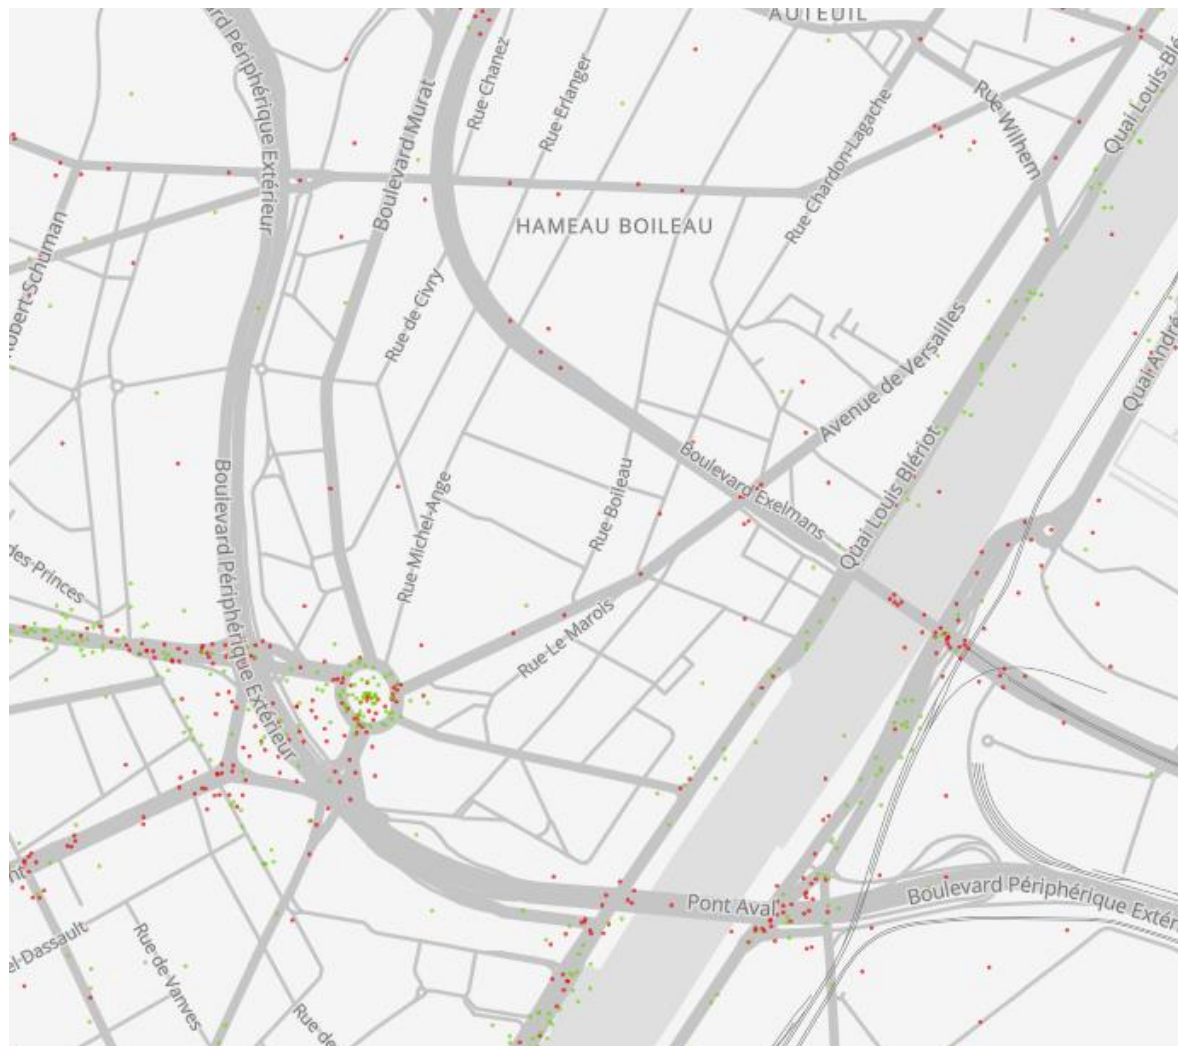 AUTEUIL
rd Périphérique Extérieur
Rue Chanez
Rue Erlanger
Boulevard Murat
Rue Chardon-Lagache
Rue Wilhem
Quai Louis Blé
HAMEAU BOILEAU
obert-Schuman
Rue de Civry
Avenue de Versailles
Quai André
Boulevard Périphérique Extérieur
Rue Michel-Ange
Rue Boileau
Boulevard Exelmans
Quai Louis Blériot
des Princes
Rue Le Marois
Pont Aval
Boulevard Périphérique Extér
el-Dassault
Rue de Vanves
Rue de